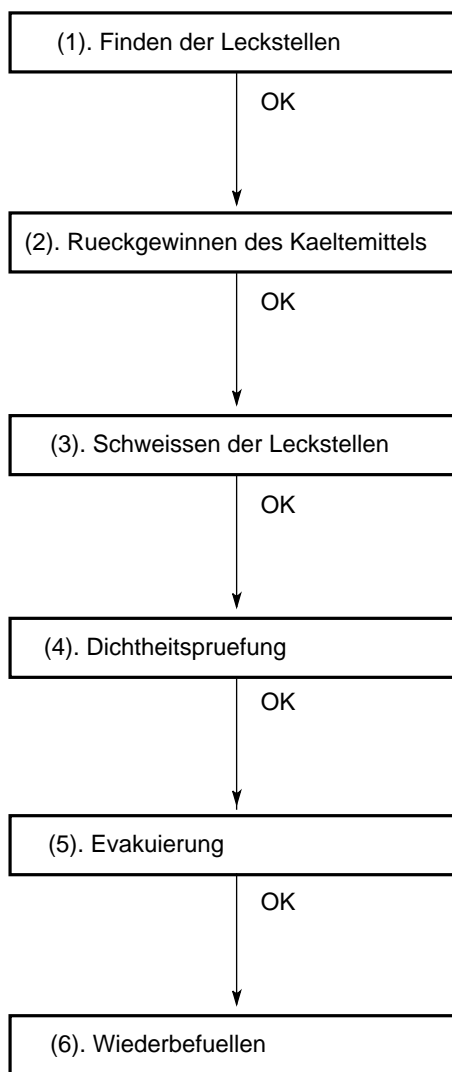 (1). Finden der Leckstellen
OK
(2). Rueckgewinnen des Kaeltemittels
OK
(3). Schweissen der Leckstellen
OK
(4). Dichtheitspruefung
OK
(5). Evakuierung
OK
(6). Wiederbefuellen